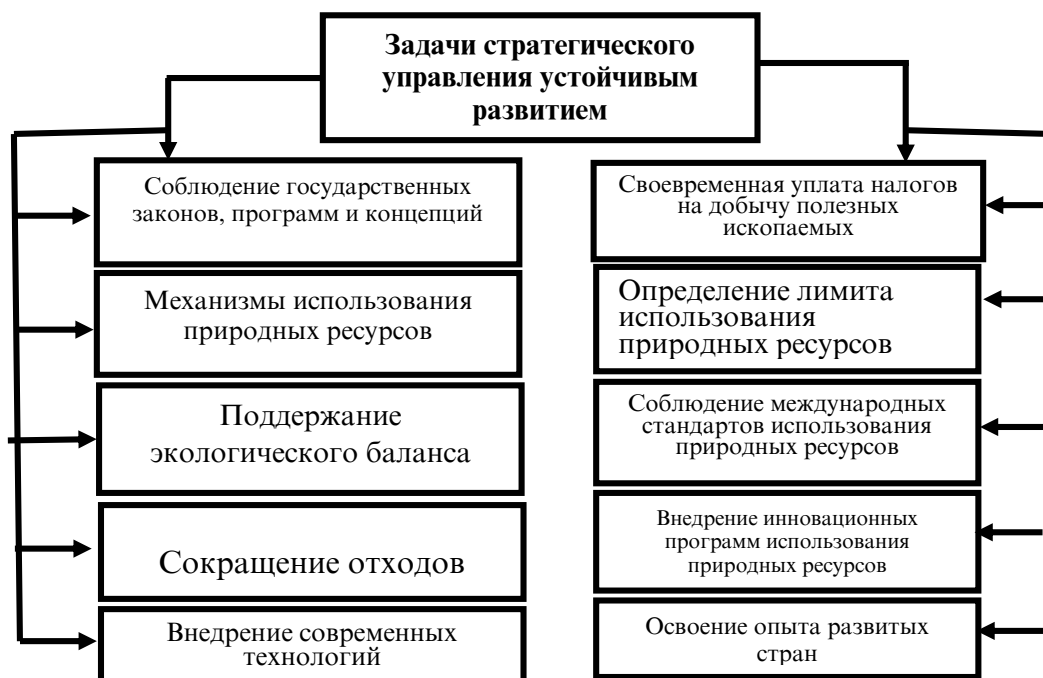 Задачи стратегического
управления устойчивым
развитием
Соблюдение государственных
законов, программ и концепций
Механизмы использования
природных ресурсов
Поддержание
экологического баланса
Сокращение отходов
Внедрение современных
технологий
Своевременная уплата налогов
на добычу полезных
ископаемых
Определение лимита
использования
природных ресурсов
Соблюдение международных
стандартов использования
природных ресурсов
Внедрение инновационных
программ использования
природных ресурсов
Освоение опыта развитых
стран